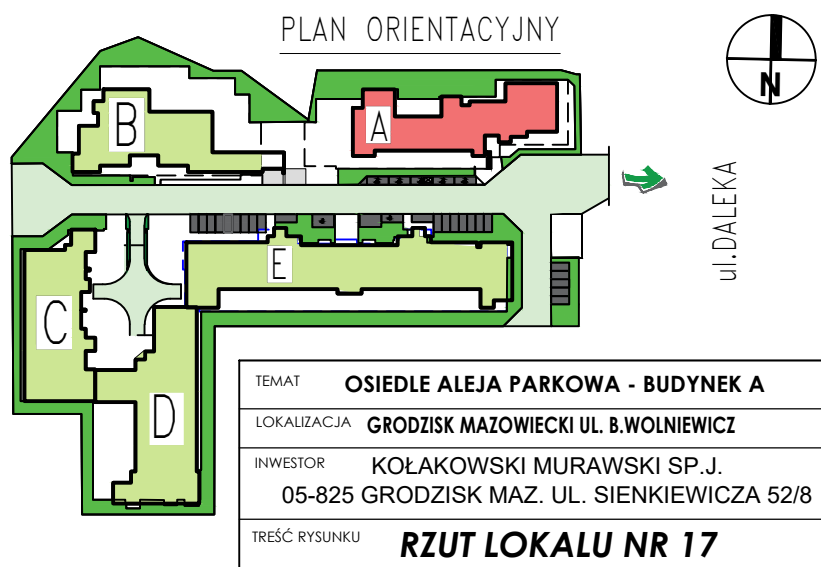 PLAN ORIENTACYJNY
N
B
A
ul.DALEKA
E
C
D
TEMAT OSIEDLE ALEJA PARKOWA - BUDYNEK A
LOKALIZACJA GRODZISK MAZOWIECKI UL. B.WOLNIEWICZ
INWESTOR KOŁAKOWSKI MURAWSKI SP.J.
05-825 GRODZISK MAZ. UL. SIENKIEWICZA 52/8
TREŚĆ RYSUNKU RZUT LOKALU NR 17